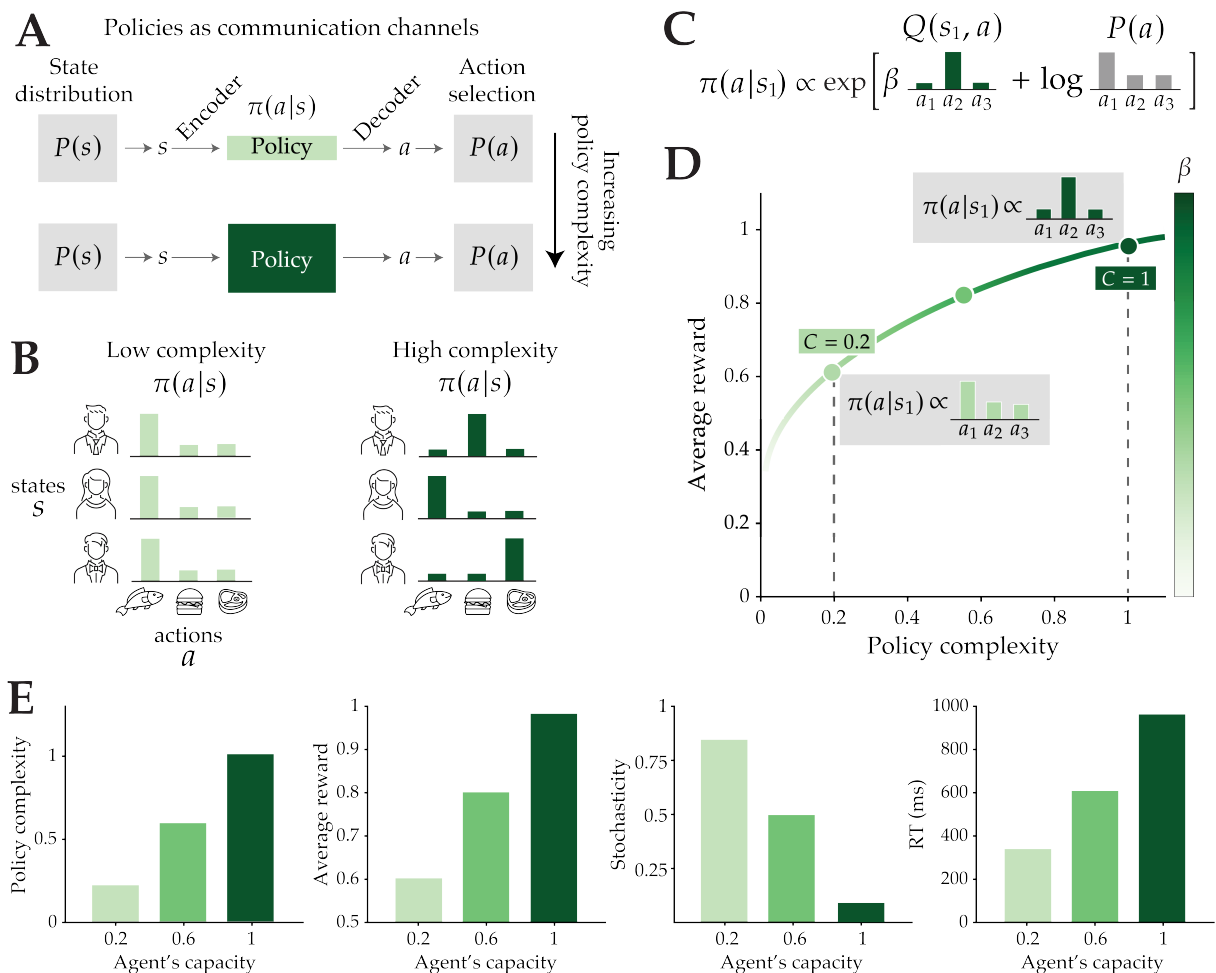 A
Policies as communication channels
State
distribution
Encoder
π(a|s)
Decoder
Action
selection
P(s)
s
Policy
a
P(a)
P(s)
s
Policy
a
P(a)
Increasing
policy complexity
B
Low complexity
π(a|s)
High complexity
π(a|s)
states
s
actions
a
C
Q(s₁, a)
P(a)
π(a|s₁) ∝ exp[β a₁ a₂ a₃ + log a₁ a₂ a₃]
D
β
π(a|s₁) ∝
a₁ a₂ a₃
C = 1
C = 0.2
π(a|s₁) ∝
a₁ a₂ a₃
Average reward
1
0.8
0.6
0.4
0.2
0
0 0.2 0.4 0.6 0.8 1
Policy complexity
E
Policy complexity
1
0.5
0
0.2 0.6 1
Agent's capacity
Average reward
1
0.9
0.8
0.7
0.6
0.5
0.2 0.6 1
Agent's capacity
Stochasticity
1
0.75
0.5
0.25
0.2 0.6 1
Agent's capacity
RT (ms)
1000
800
600
400
200
0
0.2 0.6 1
Agent's capacity